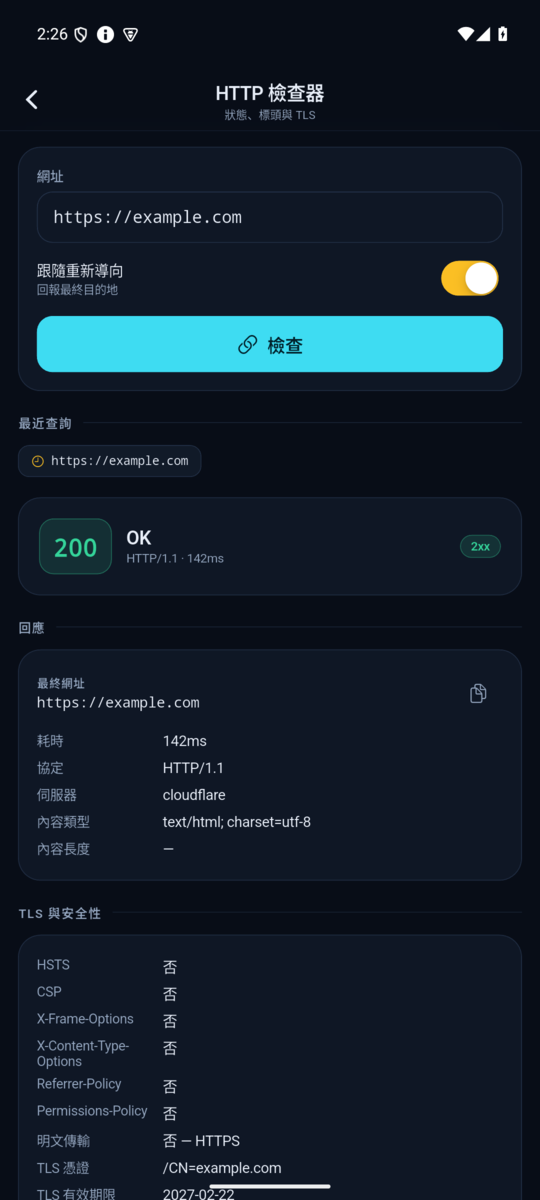 2:26
HTTP 檢查器
狀態、標頭與 TLS
網址
https://example.com
跟隨重新導向
回報最終目的地
檢查
最近查詢
https://example.com
200
OK
HTTP/1.1 · 142ms
2xx
回應
最終網址
https://example.com
耗時 142ms
協定 HTTP/1.1
伺服器 cloudflare
內容類型 text/html; charset=utf-8
內容長度 —
TLS 與安全性
HSTS 否
CSP 否
X-Frame-Options 否
X-Content-Type-
Options 否
Referrer-Policy 否
Permissions-Policy 否
明文傳輸 否 — HTTPS
TLS 憑證 /CN=example.com
TLS 有效期限 2027-02-22